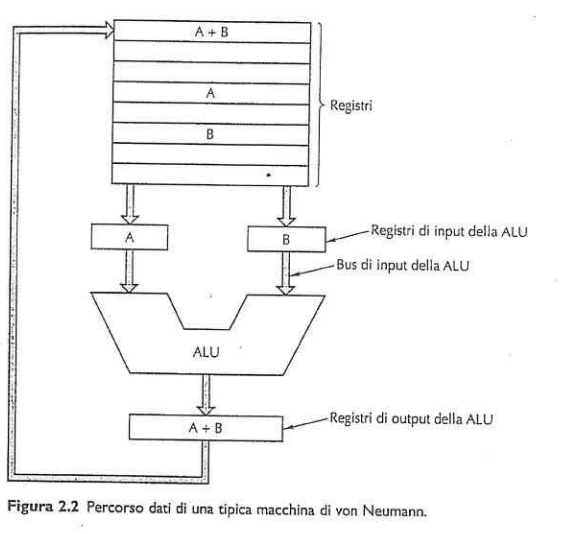 A + B
A
Registri
B
A
B
Registri di input della ALU
Bus di input della ALU
ALU
A + B
Registri di output della ALU
Figura 2.2 Percorso dati di una tipica macchina di von Neumann.